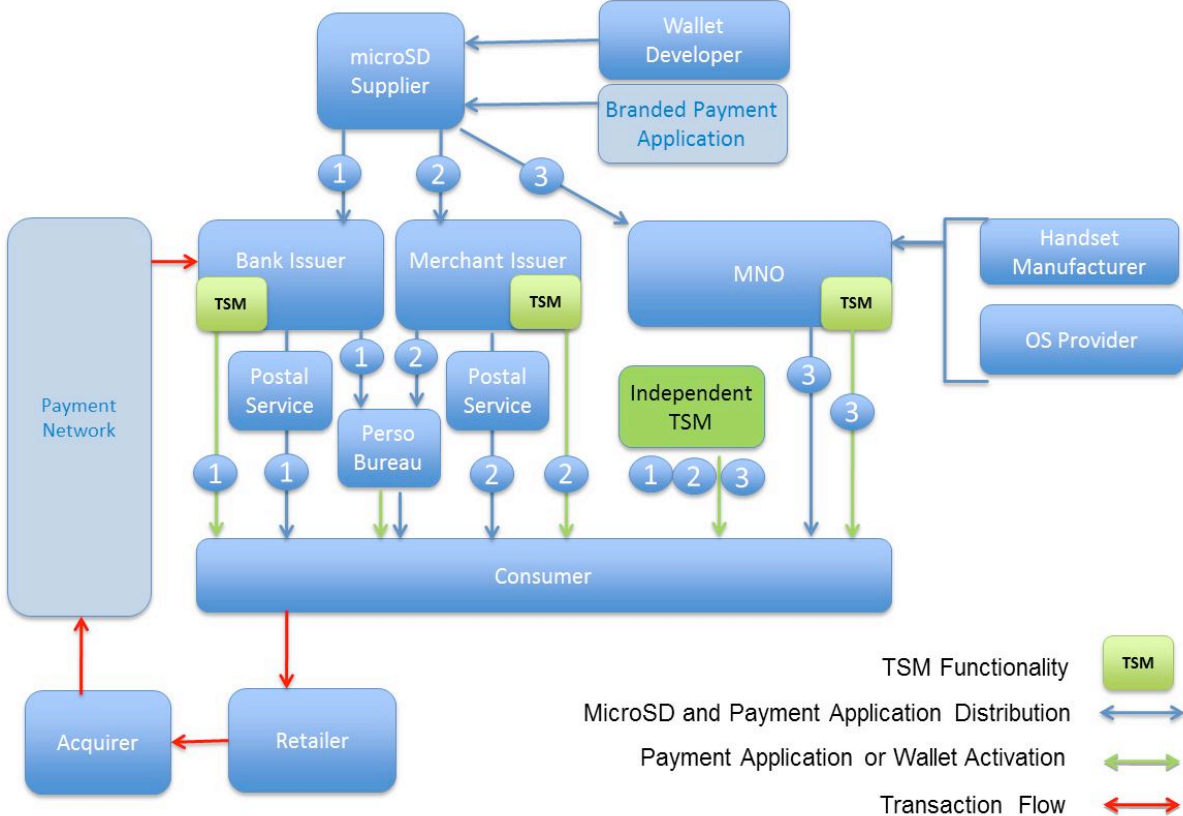 microSD
Supplier
Wallet
Developer
Branded Payment
Application
1
2
3
Payment
Network
Bank Issuer
TSM
Merchant Issuer
TSM
MNO
TSM
Handset
Manufacturer
OS Provider
Postal
Service
1
2
Postal
Service
Perso
Bureau
Independent
TSM
3
3
1
1
2
2
1
2
3
Consumer
Acquirer
Retailer
TSM Functionality
TSM
MicroSD and Payment Application Distribution
Payment Application or Wallet Activation
Transaction Flow